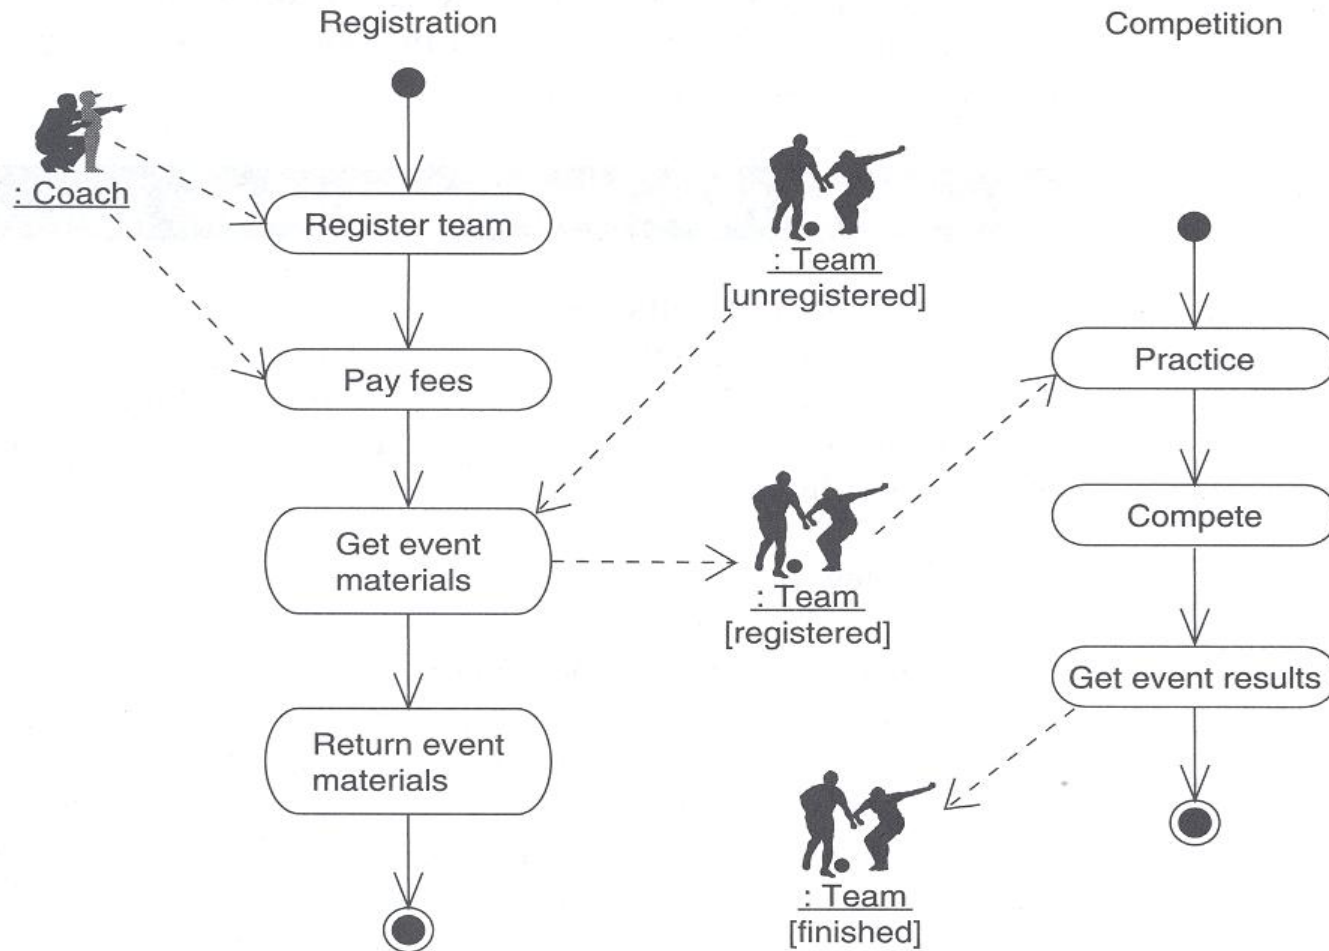 Registration
Competition
: Coach
Register team
: Team
[unregistered]
Pay fees
Practice
Get event
materials
: Team
[registered]
Compete
Get event results
Return event
materials
: Team
[finished]